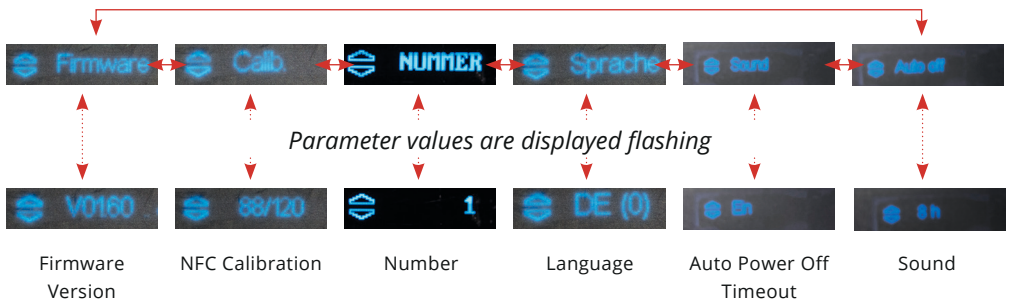 Firmware
Calib.
NUMMER
Sprache
Sound
Auto off
Parameter values are displayed flashing
V0160
88/120
1
DE (0)
En
8 h
Firmware
Version
NFC Calibration
Number
Language
Auto Power Off
Timeout
Sound